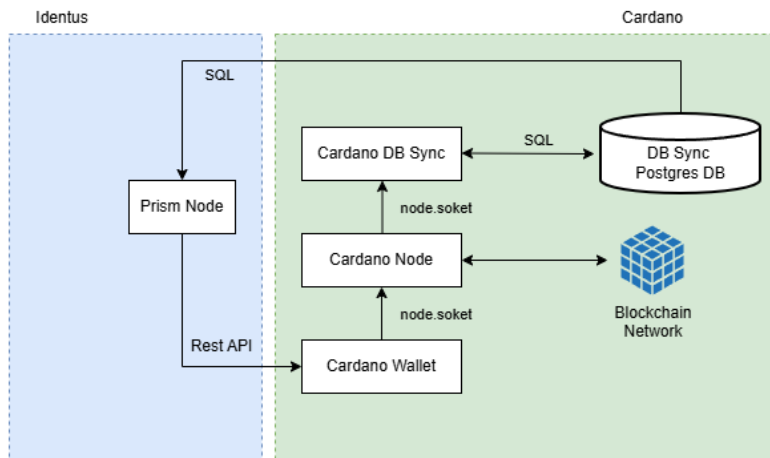 Identus
Cardano
SQL
Cardano DB Sync
SQL
DB Sync
Postgres DB
Prism Node
node.soket
Cardano Node
node.soket
Blockchain
Network
Rest API
Cardano Wallet